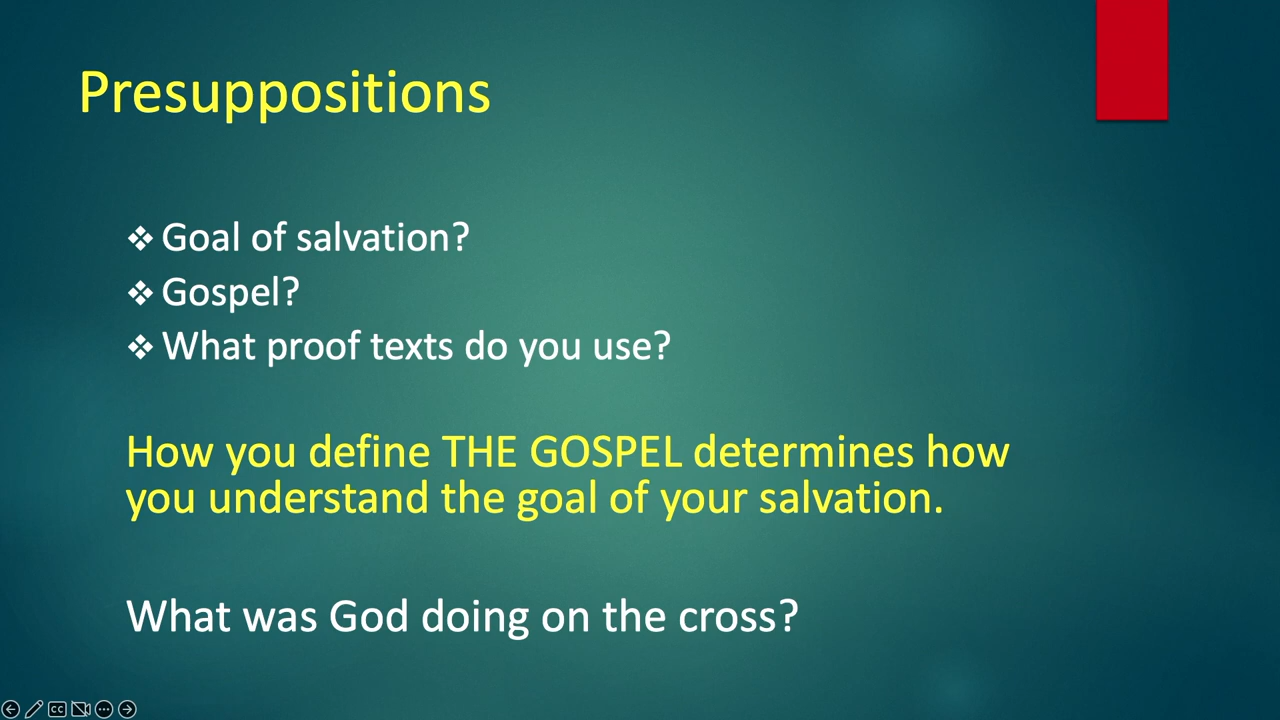 Presuppositions
❖ Goal of salvation?
❖ Gospel?
❖ What proof texts do you use?
How you define THE GOSPEL determines how
you understand the goal of your salvation.
What was God doing on the cross?
CC